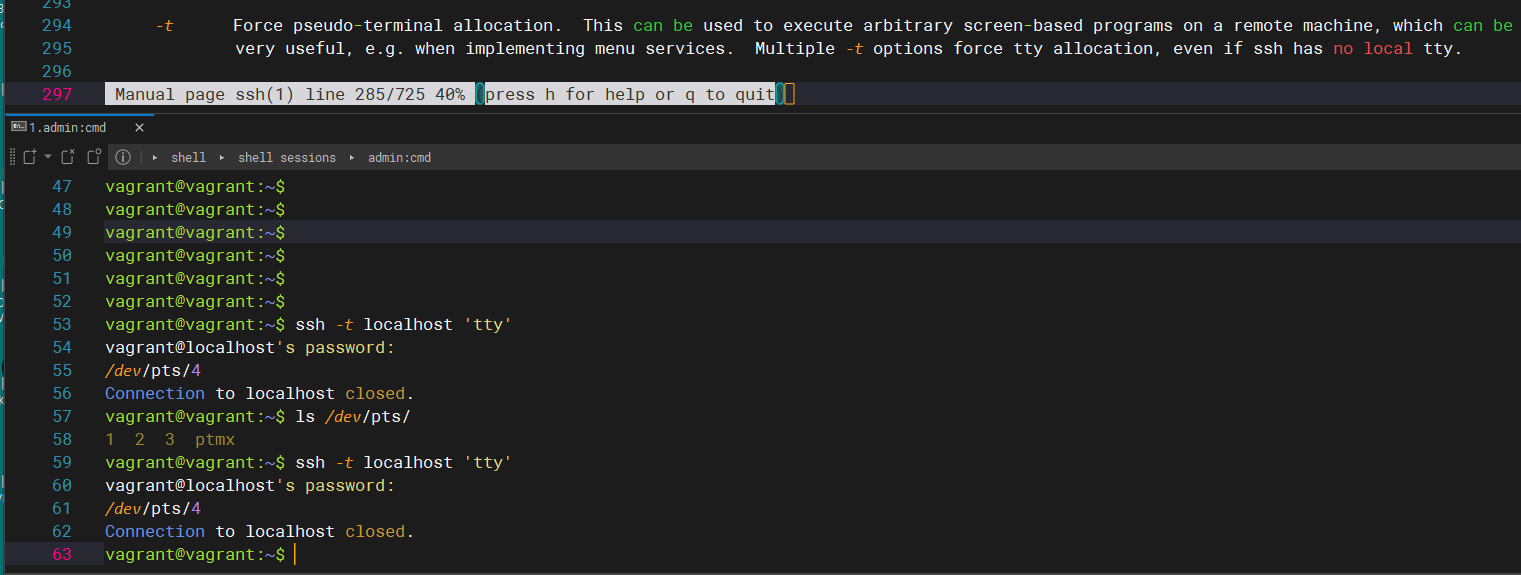 293
294 -t Force pseudo-terminal allocation. This can be used to execute arbitrary screen-based programs on a remote machine, which can be
295 very useful, e.g. when implementing menu services. Multiple -t options force tty allocation, even if ssh has no local tty.
296
297 Manual page ssh(1) line 285/725 40% (press h for help or q to quit)
1.admin:cmd
shell shell sessions admin:cmd
47 vagrant@vagrant:~$
48 vagrant@vagrant:~$
49 vagrant@vagrant:~$
50 vagrant@vagrant:~$
51 vagrant@vagrant:~$
52 vagrant@vagrant:~$
53 vagrant@vagrant:~$ ssh -t localhost 'tty'
54 vagrant@localhost's password:
55 /dev/pts/4
56 Connection to localhost closed.
57 vagrant@vagrant:~$ ls /dev/pts/
58 1 2 3 ptmx
59 vagrant@vagrant:~$ ssh -t localhost 'tty'
60 vagrant@localhost's password:
61 /dev/pts/4
62 Connection to localhost closed.
63 vagrant@vagrant:~$